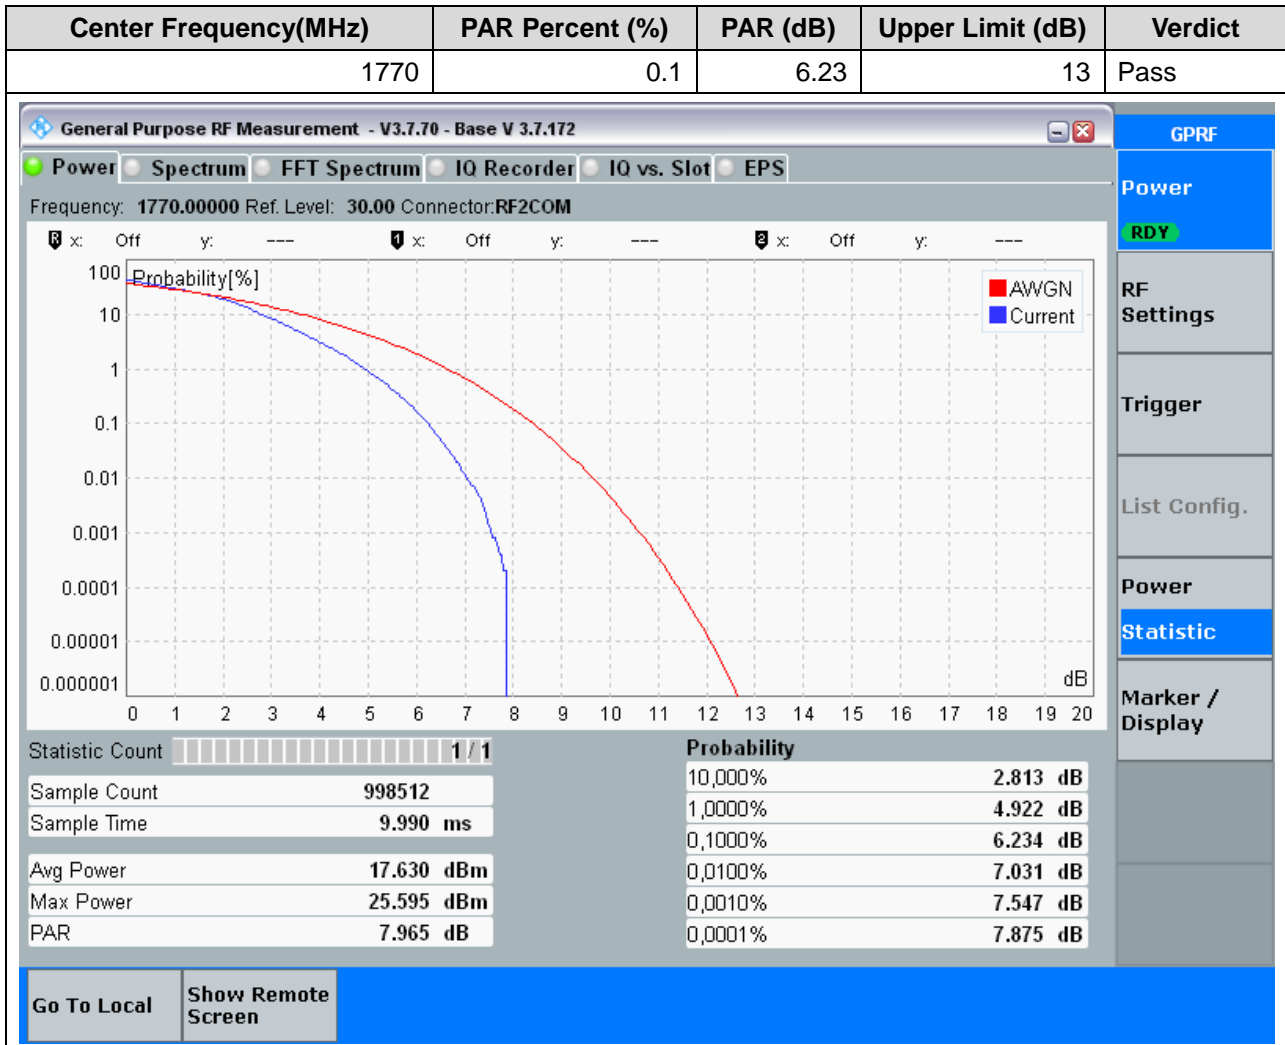 Center Frequency(MHz) PAR Percent (%) PAR (dB) Upper Limit (dB) Verdict
1770 0.1 6.23 13 Pass
General Purpose RF Measurement - V3.7.70 - Base V 3.7.172
GPRF
Power Spectrum FFT Spectrum IQ Recorder IQ vs. Slot EPS
Frequency: 1770.00000 Ref. Level: 30.00 Connector:RF2COM
R x: Off y: --- 1 x: Off y: --- 2 x: Off y: ---
Probability[%]
100
10
1
0.1
0.01
0.001
0.0001
0.00001
0.000001
AWGN
Current
dB
0 1 2 3 4 5 6 7 8 9 10 11 12 13 14 15 16 17 18 19 20
Statistic Count 1 / 1
Sample Count 998512
Sample Time 9.990 ms
Avg Power 17.630 dBm
Max Power 25.595 dBm
PAR 7.965 dB
Probability
10,000% 2.813 dB
1,0000% 4.922 dB
0,1000% 6.234 dB
0,0100% 7.031 dB
0,0010% 7.547 dB
0,0001% 7.875 dB
Power
RDY
RF
Settings
Trigger
List Config.
Power
Statistic
Marker /
Display
Go To Local
Show Remote
Screen